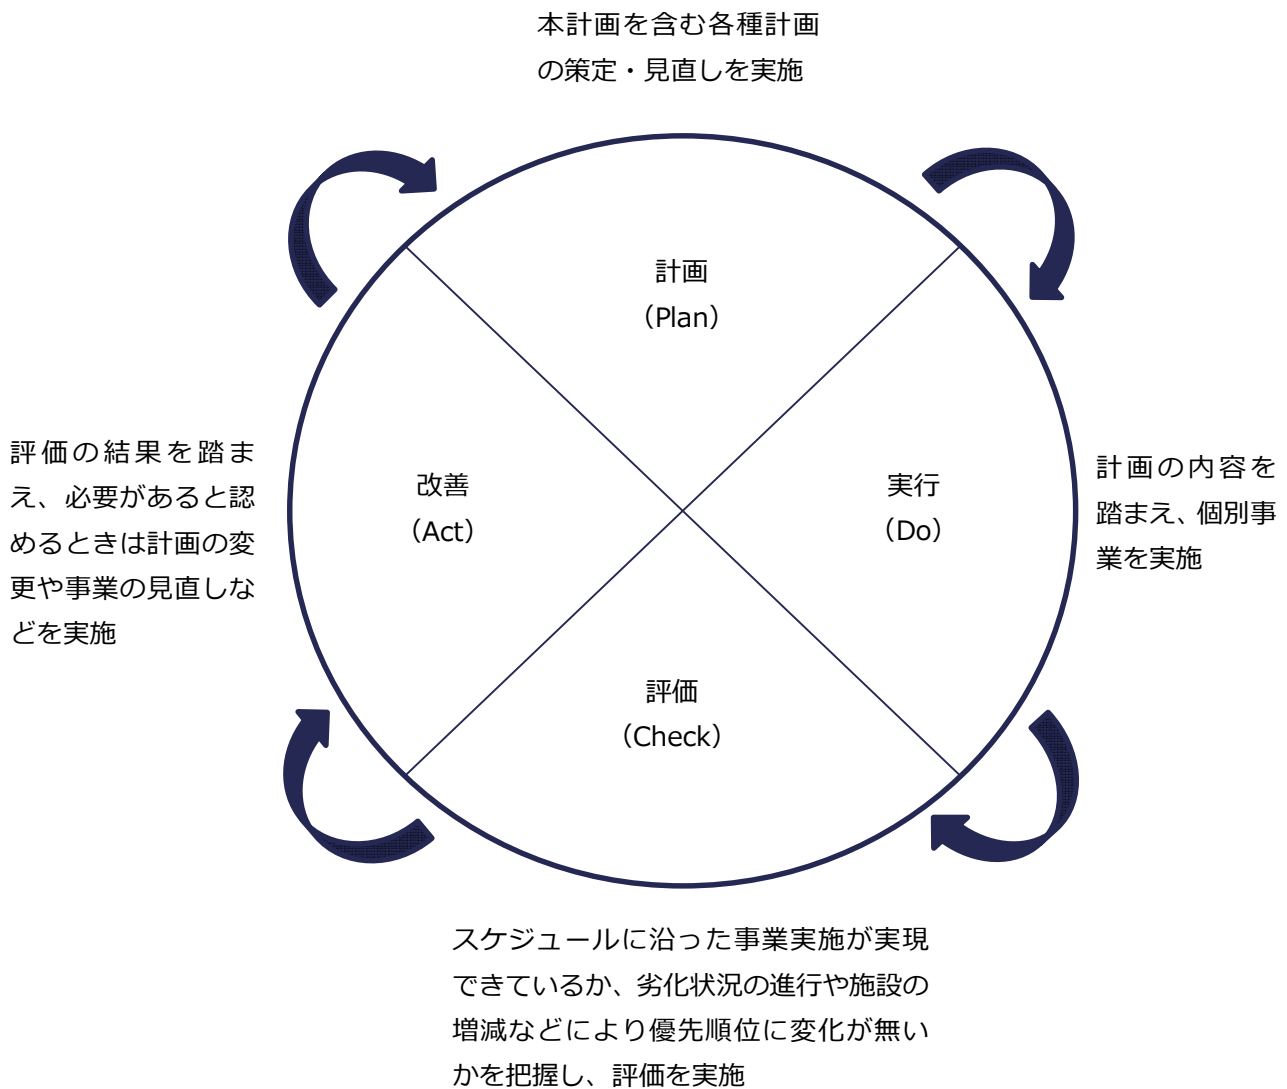 本計画を含む各種計画
の策定・見直しを実施
計画
（Plan）
評価の結果を踏ま
え、必要があると認
めるときは計画の変
更や事業の見直しな
どを実施
改善
（Act）
実行
（Do）
計画の内容を
踏まえ、個別事
業を実施
評価
（Check）
スケジュールに沿った事業実施が実現
できているか、劣化状況の進行や施設の
増減などにより優先順位に変化が無い
かを把握し、評価を実施